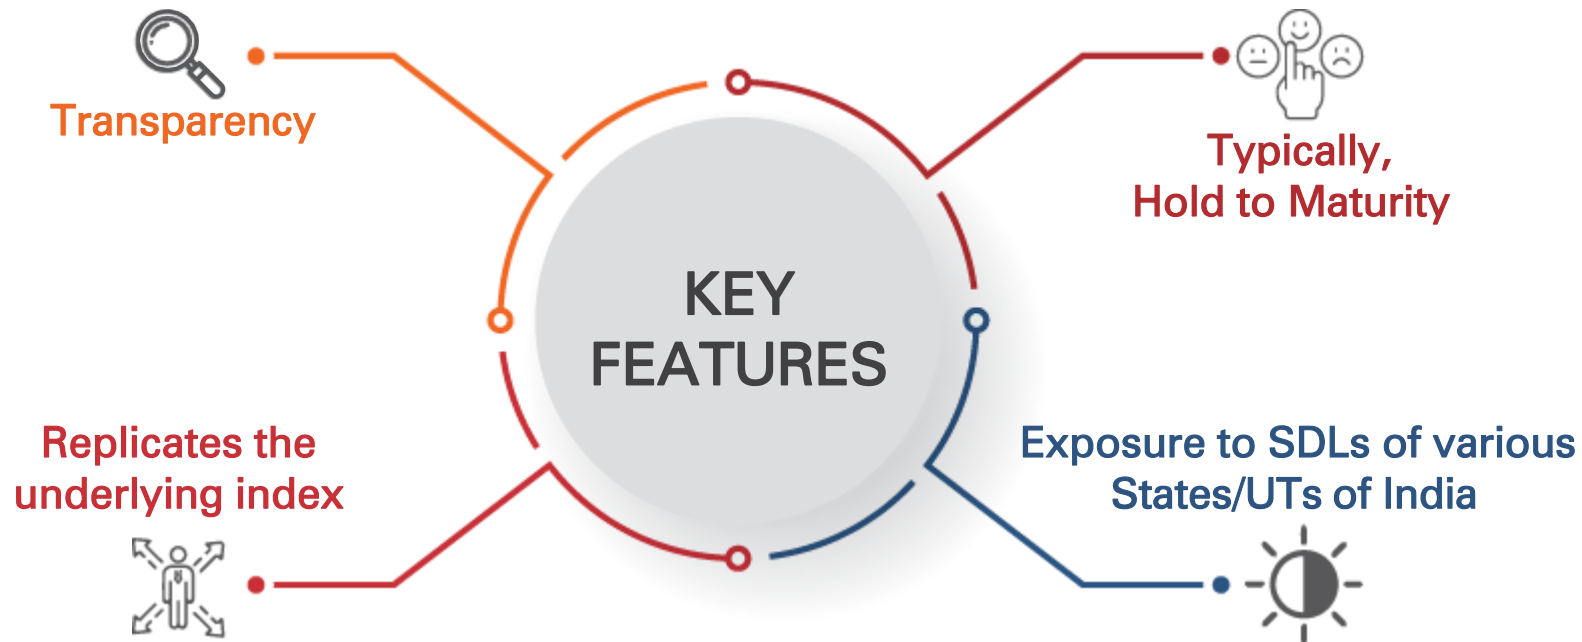 Transparency
Typically,
Hold to Maturity
KEY
FEATURES
Replicates the
underlying index
Exposure to SDLs of various
States/UTs of India